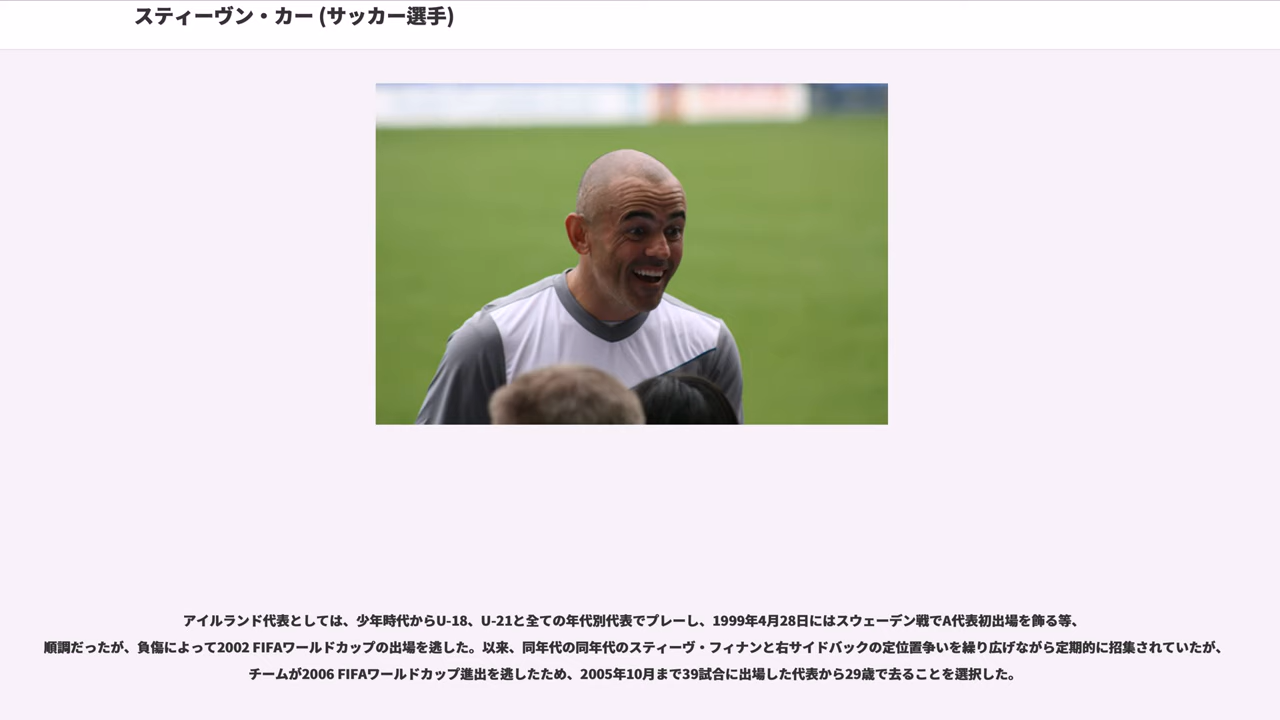 スティーヴン・カー (サッカー選手)
アイルランド代表としては、少年時代からU-18、U-21と全ての年代別代表でプレーし、1999年4月28日にはスウェーデン戦でA代表初出場を飾る等、
順調だったが、負傷によって2002 FIFAワールドカップの出場を逃した。以来、同年代の同年代のスティーヴ・フィナンと右サイドバックの定位置争いを繰り広げながら定期的に招集されていたが、
チームが2006 FIFAワールドカップ進出を逃したため、2005年10月まで39試合に出場した代表から29歳で去ることを選択した。